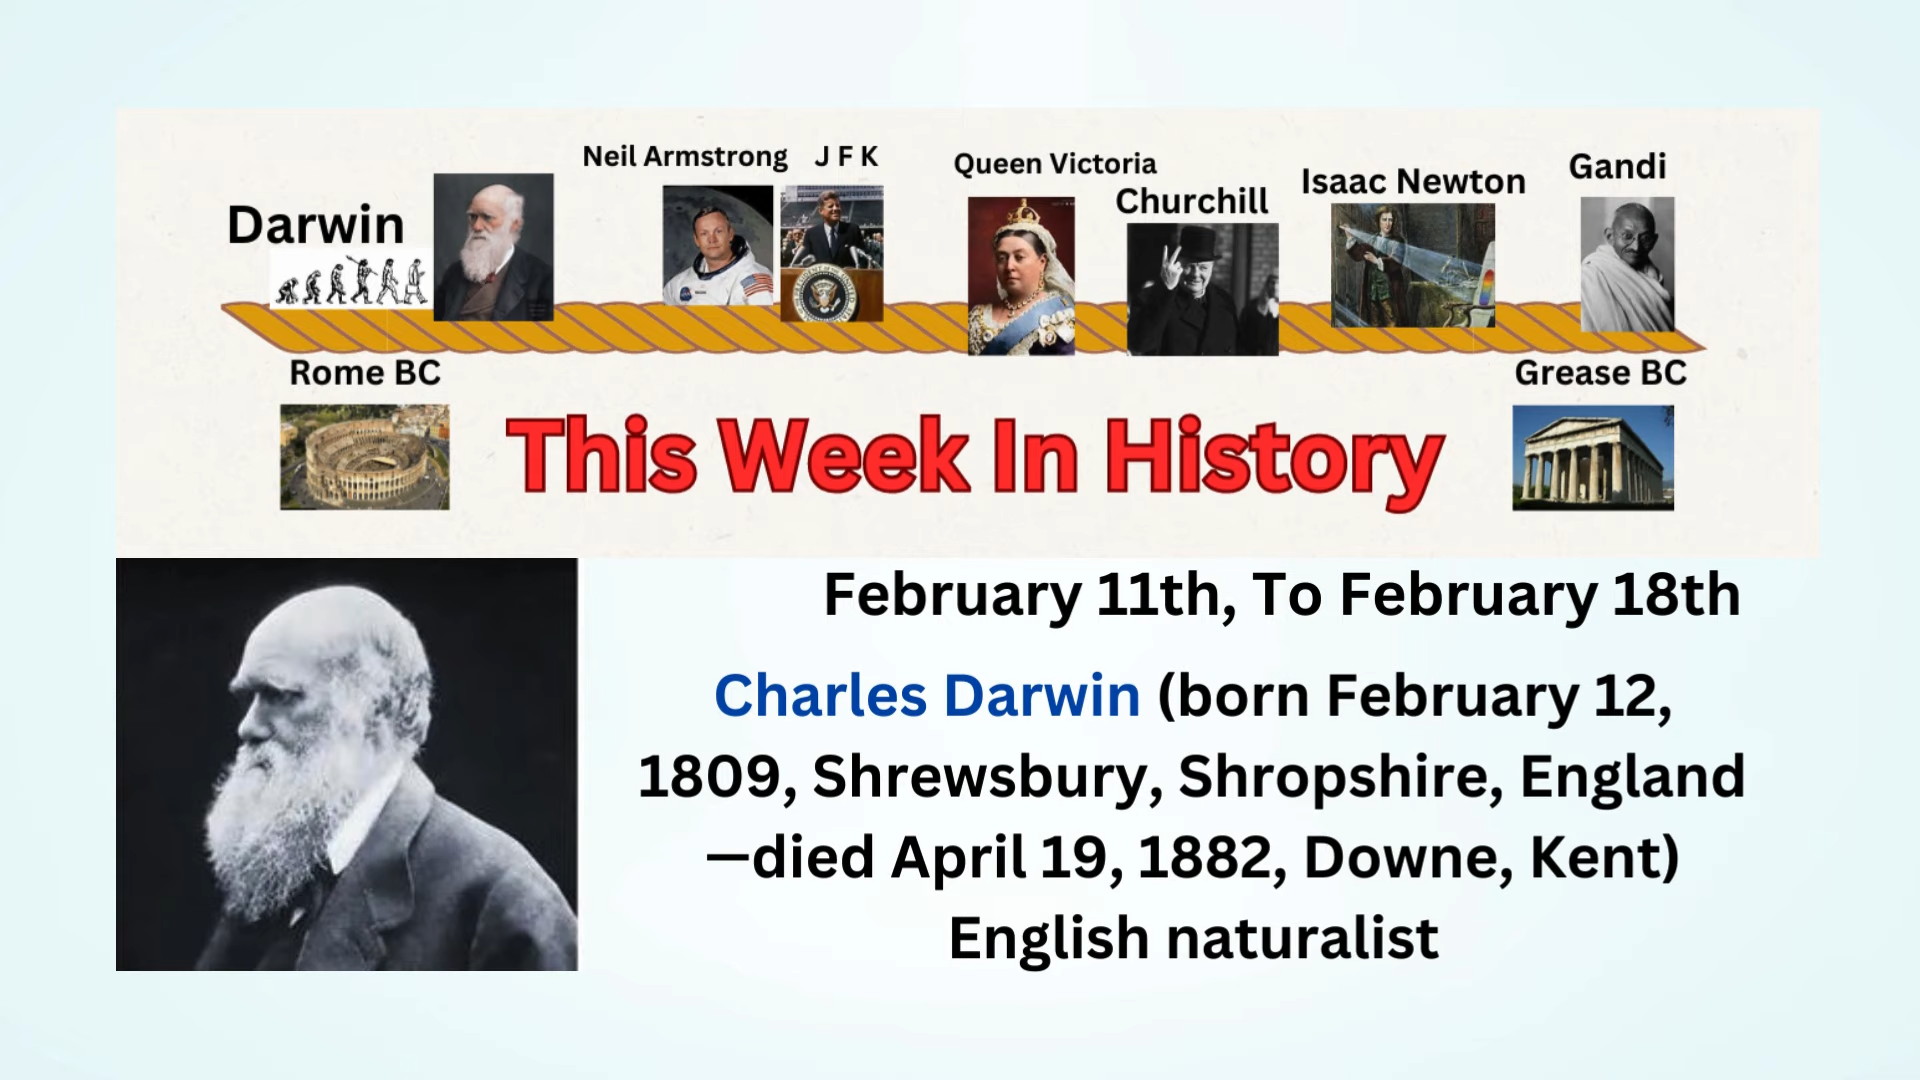 Neil Armstrong
J F K
Queen Victoria
Gandi
Isaac Newton
Churchill
Darwin
Rome BC
Grease BC
This Week In History
February 11th, To February 18th
Charles Darwin (born February 12,
1809, Shrewsbury, Shropshire, England
—died April 19, 1882, Downe, Kent)
English naturalist